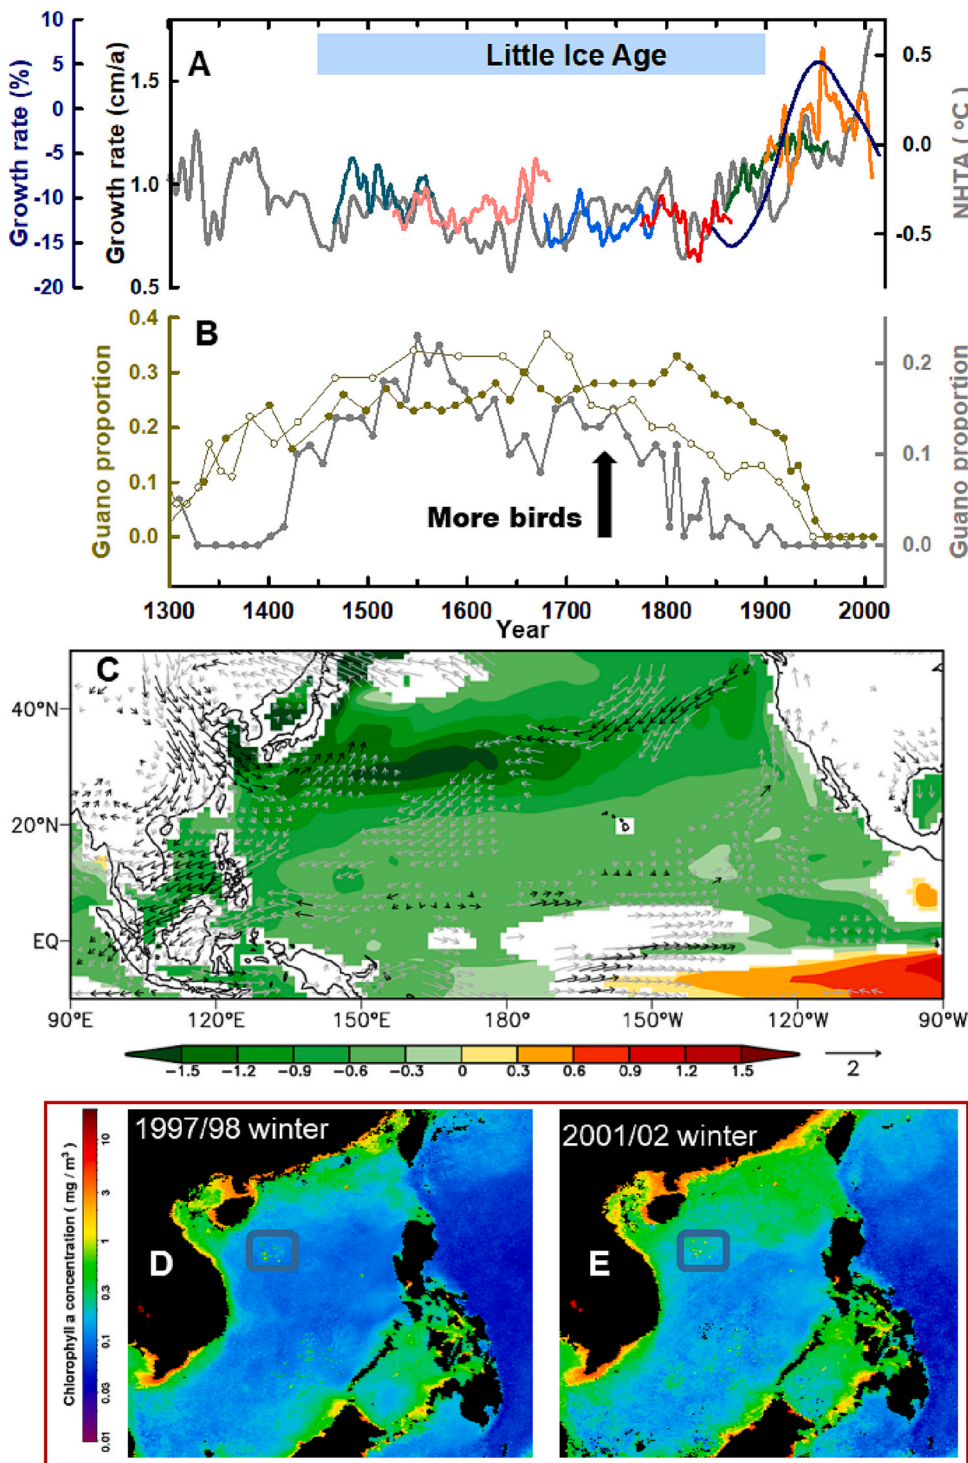 A
Little Ice Age
Growth rate (%)
10
5
0
-5
-10
-15
-20
Growth rate (cm/a)
1.5
1.0
0.5
0.5
0.0
-0.5
NHTA (°C)
B
Guano proportion
0.4
0.3
0.2
0.1
0.0
More birds
0.2
0.1
0.0
Guano proportion
1300 1400 1500 1600 1700 1800 1900 2000
Year
C
40°N
20°N
EQ
90°E 120°E 150°E 180° 150°W 120°W 90°W
−1.5 −1.2 −0.9 −0.6 −0.3 0 0.3 0.6 0.9 1.2 1.5
2
Chlorophyll a concentration ( mg / m³ )
10
3
1
0.3
0.1
0.03
0.01
1997/98 winter
D
2001/02 winter
E